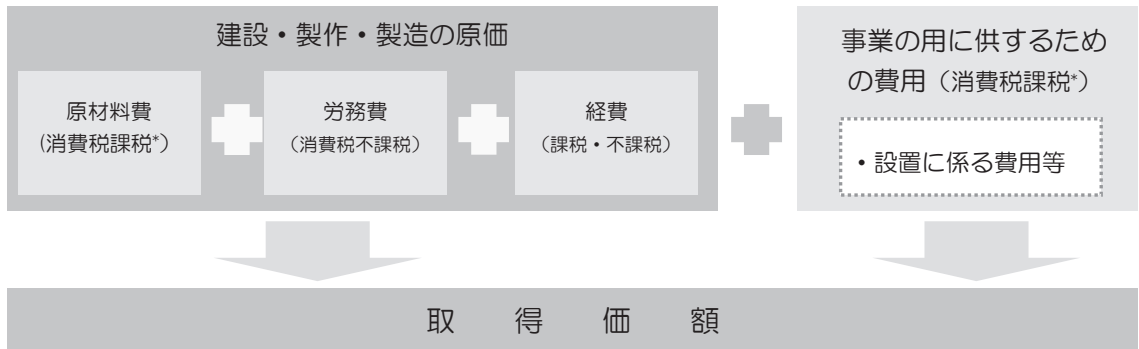 建設・製作・製造の原価
原材料費
(消費税課税*)
労務費
（消費税不課税）
経費
（課税・不課税）
事業の用に供するため
の費用（消費税課税*）
・設置に係る費用等
取得価額